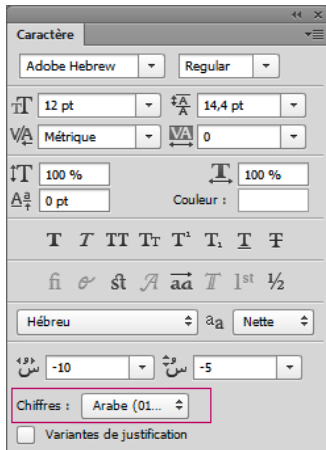 Caractère
Adobe Hebrew Regular
12 pt 14,4 pt
Métrique 0
100 % 100 %
0 pt Couleur :
T T TT Tт T¹ T₁ T T
fi st A aa T 1st ½
Hébreu aa Nette
-10 -5
Chiffres : Arabe (01...
Variantes de justification